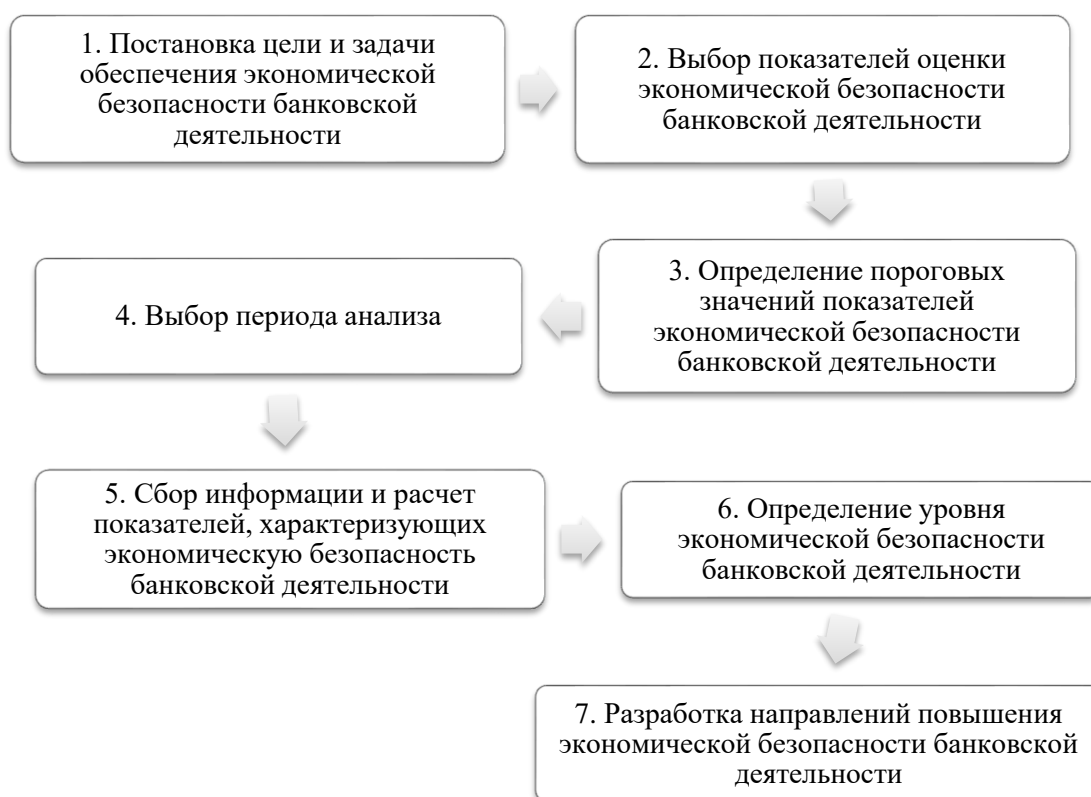 1. Постановка цели и задачи
обеспечения экономической
безопасности банковской
деятельности
2. Выбор показателей оценки
экономической безопасности
банковской деятельности
3. Определение пороговых
значений показателей
экономической безопасности
банковской деятельности
4. Выбор периода анализа
5. Сбор информации и расчет
показателей, характеризующих
экономическую безопасность
банковской деятельности
6. Определение уровня
экономической безопасности
банковской деятельности
7. Разработка направлений повышения
экономической безопасности банковской
деятельности